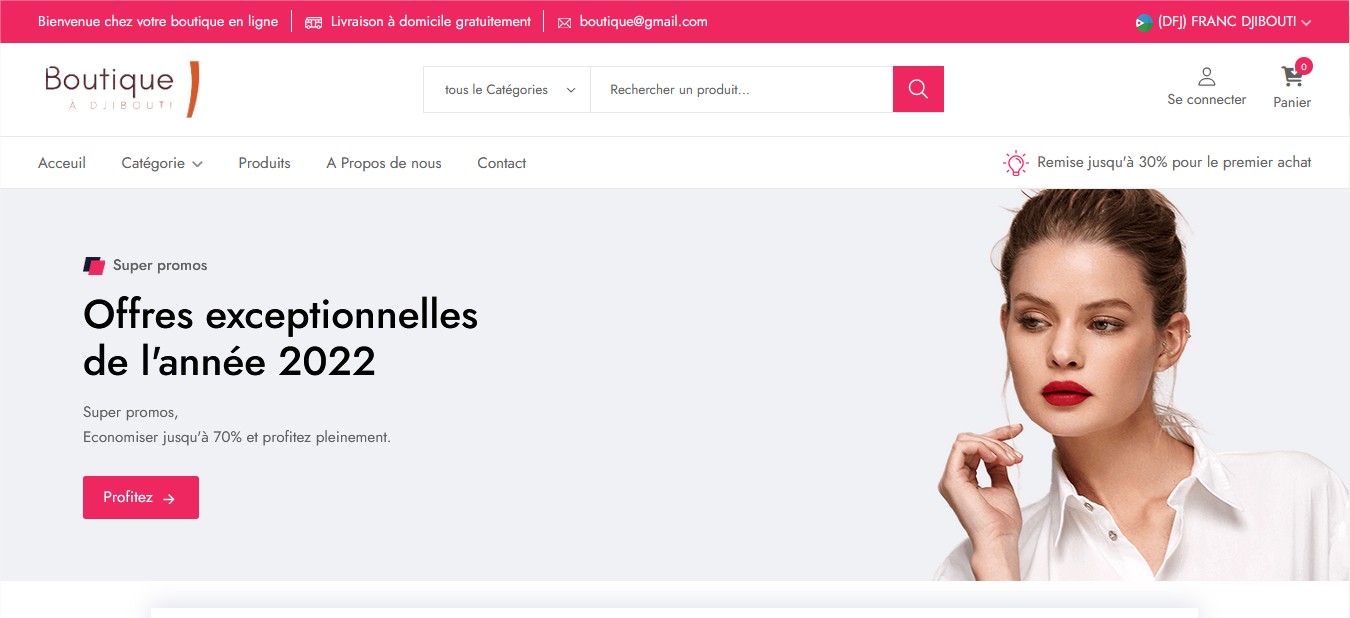 Bienvenue chez votre boutique en ligne
Livraison à domicile gratuitement
boutique@gmail.com
(DFJ) FRANC DJIBOUTI
Boutique
À DJIBOUTI
tous le Catégories
Rechercher un produit...
Se connecter
0
Panier
Acceuil
Catégorie
Produits
A Propos de nous
Contact
Remise jusqu'à 30% pour le premier achat
Super promos
Offres exceptionnelles
de l'année 2022
Super promos,
Economiser jusqu'à 70% et profitez pleinement.
Profitez